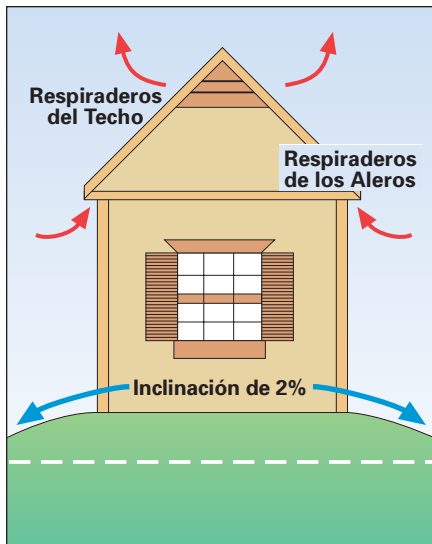 Respiraderos
del Techo
Respiraderos
de los Aleros
Inclinación de 2%